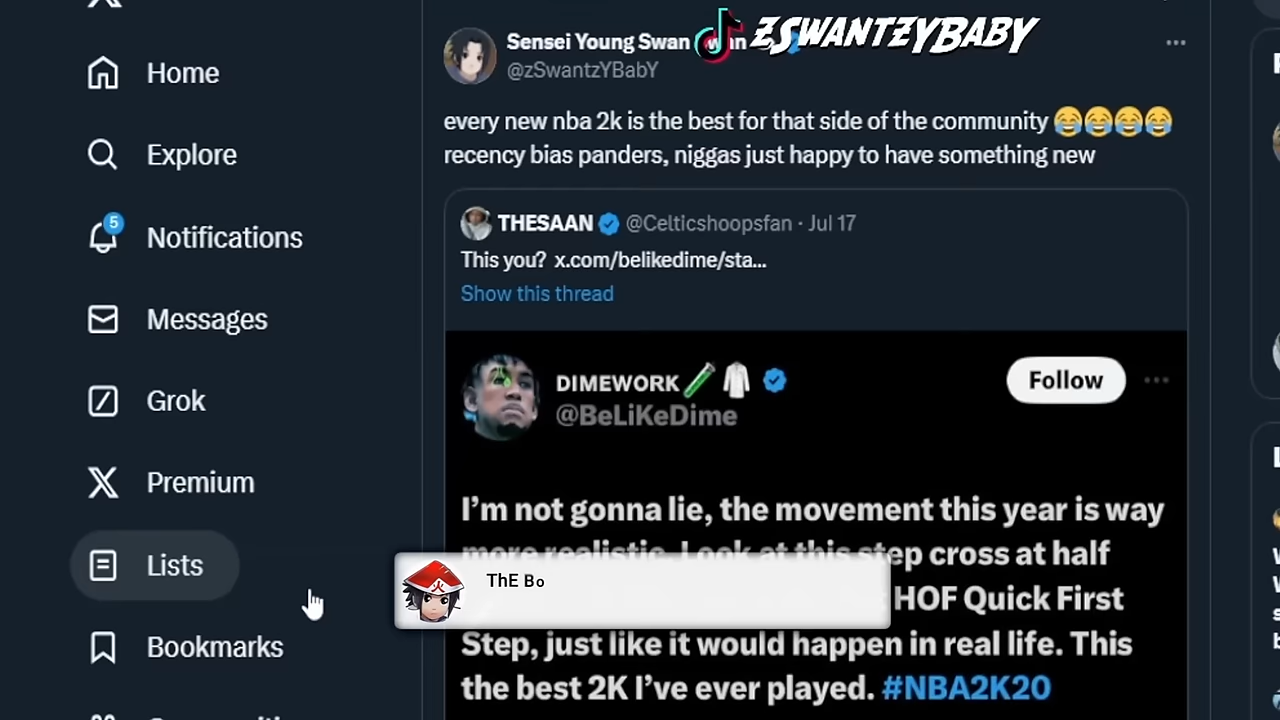 ZSWANTZYBABY
Sensei Young Swan
@zSwantzYBabY
every new nba 2k is the best for that side of the community 😂😂😂😂
recency bias panders, niggas just happy to have something new
THESAAN @Celticshoopsfan · Jul 17
This you? x.com/belikedime/sta...
Show this thread
DIMEWORK🧪🥼
@BeLiKeDime
Follow
I'm not gonna lie, the movement this year is way
more realistic. Look at this step cross at half
HOF Quick First
Step, just like it would happen in real life. This
the best 2K I've ever played. #NBA2K20
ThE Bo
Home
Explore
5
Notifications
Messages
Grok
Premium
Lists
Bookmarks